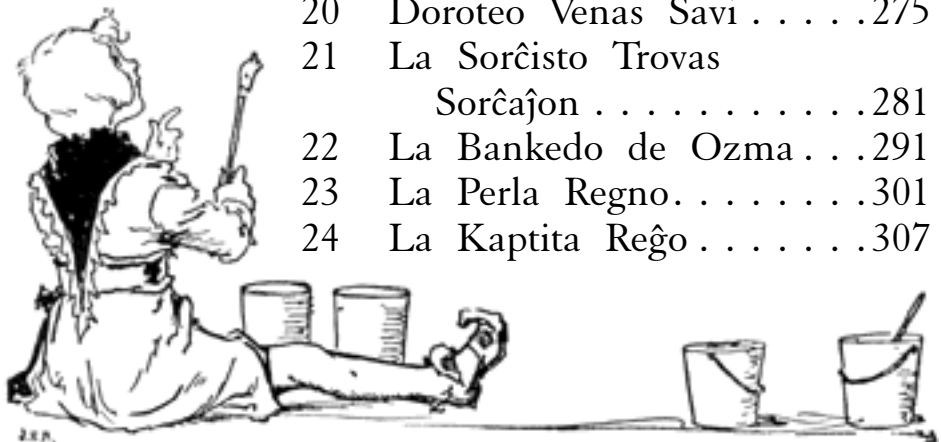 20 Doroteo Venas Savi . . . . .275
21 La Sorĉisto Trovas
Sorĉaĵon . . . . . . . . . . . .281
22 La Bankedo de Ozma . . .291
23 La Perla Regno. . . . . . . .301
24 La Kaptita Reĝo . . . . . . .307